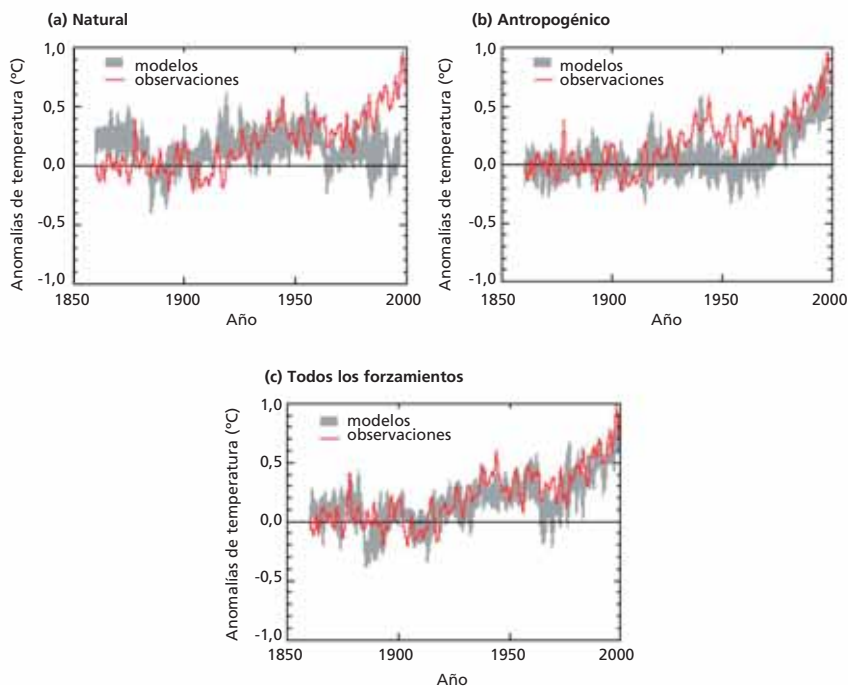 (a) Natural
Anomalías de temperatura (°C)
1,0
0,5
0,0
-0,5
-1,0
modelos
observaciones
1850
1900
1950
2000
Año
(b) Antropogénico
Anomalías de temperatura (°C)
1,0
0,5
0,0
-0,5
-1,0
modelos
observaciones
1850
1900
1950
2000
Año
(c) Todos los forzamientos
Anomalías de temperatura (°C)
1,0
0,5
0,0
-0,5
-1,0
modelos
observaciones
1850
1900
1950
2000
Año